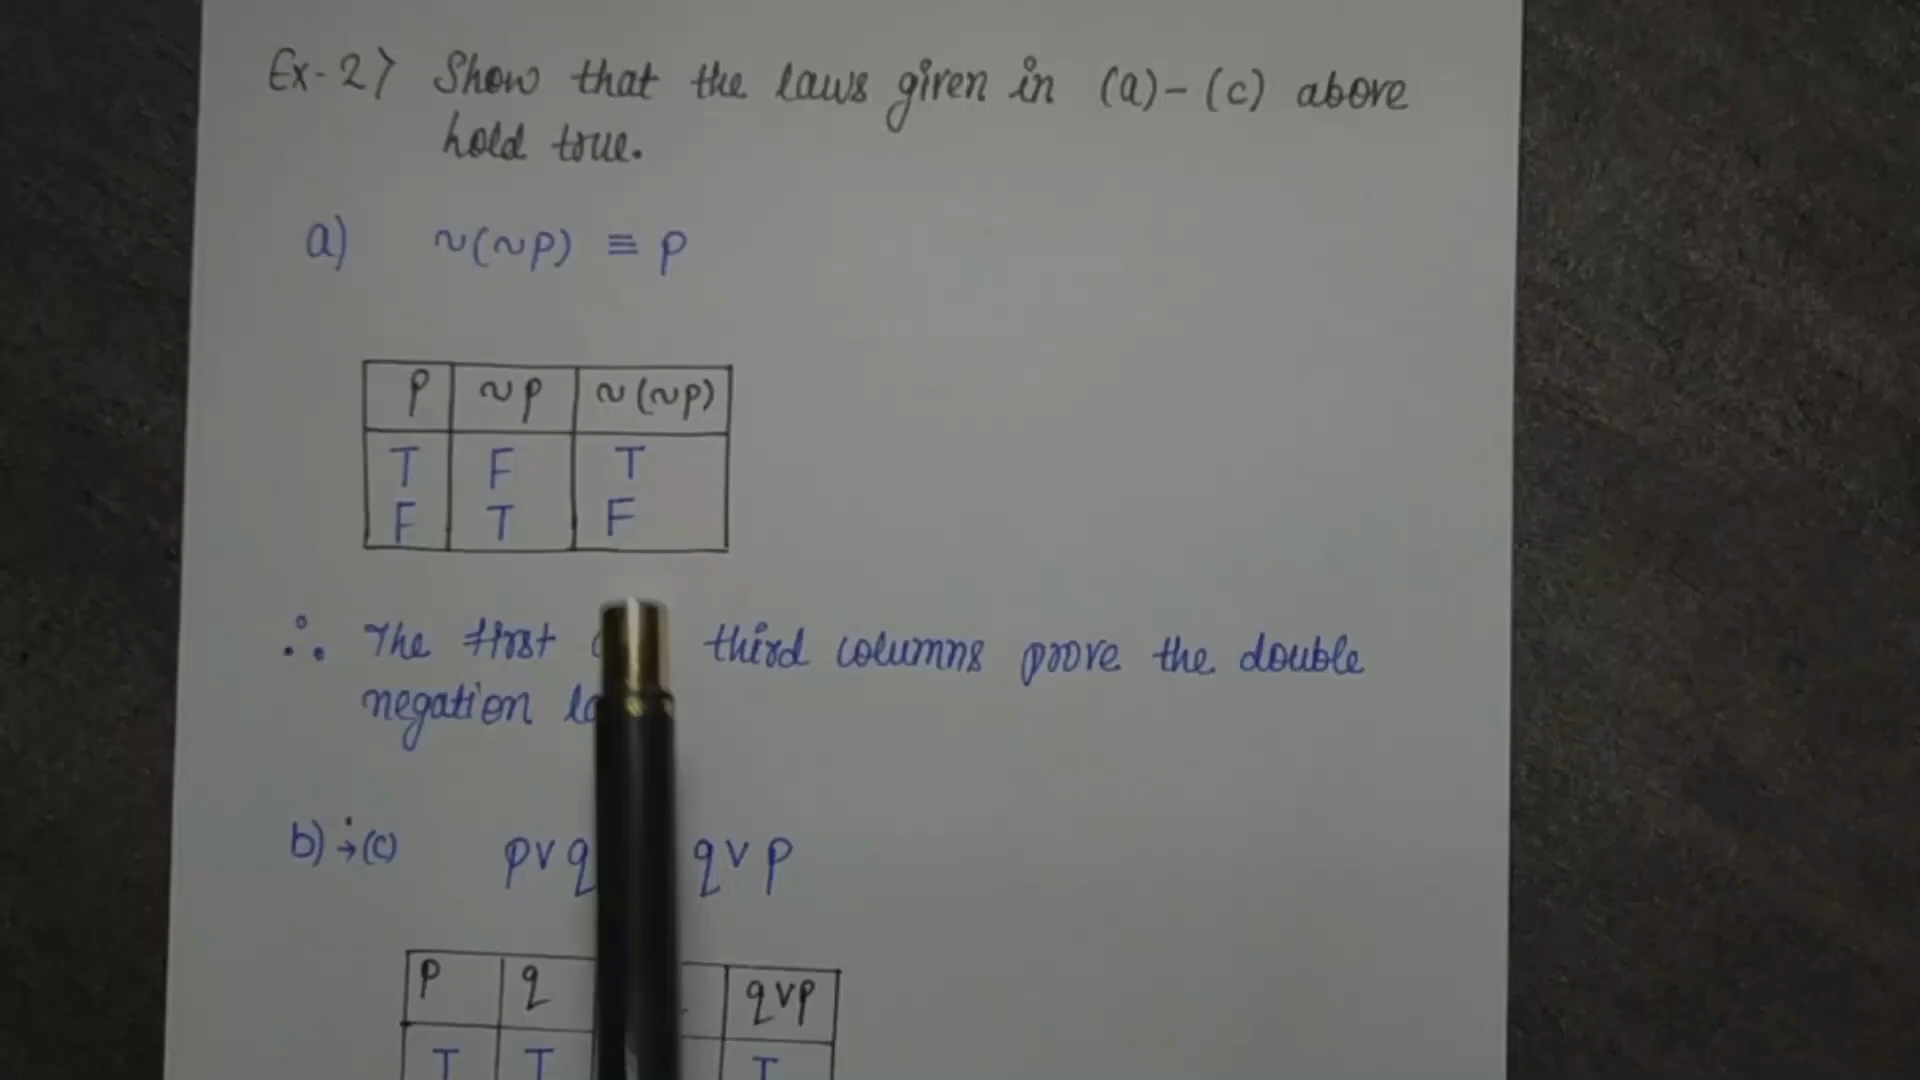 Ex-2) Show that the laws given in (a) - (c) above
hold true.
a) ~(~p) ≡ p
p ~p ~(~p)
T F T
F T F
∴ The first third columns prove the double
negation
b) → (c) p∨q q∨p
p q q∨p
T T T